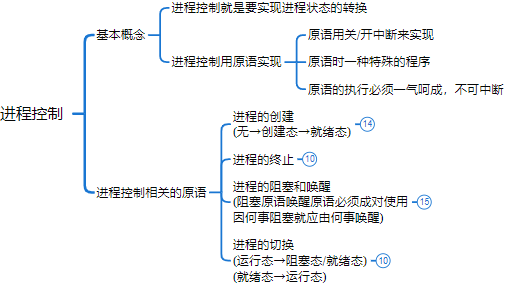 进程控制
基本概念
进程控制就是要实现进程状态的转换
进程控制用原语实现
原语用关/开中断来实现
原语时一种特殊的程序
原语的执行必须一气呵成，不可中断
进程控制相关的原语
进程的创建
(无→创建态→就绪态)
14
进程的终止
10
进程的阻塞和唤醒
(阻塞原语唤醒原语必须成对使用
因何事阻塞就应由何事唤醒)
15
进程的切换
(运行态→阻塞态/就绪态)
(就绪态→运行态)
10